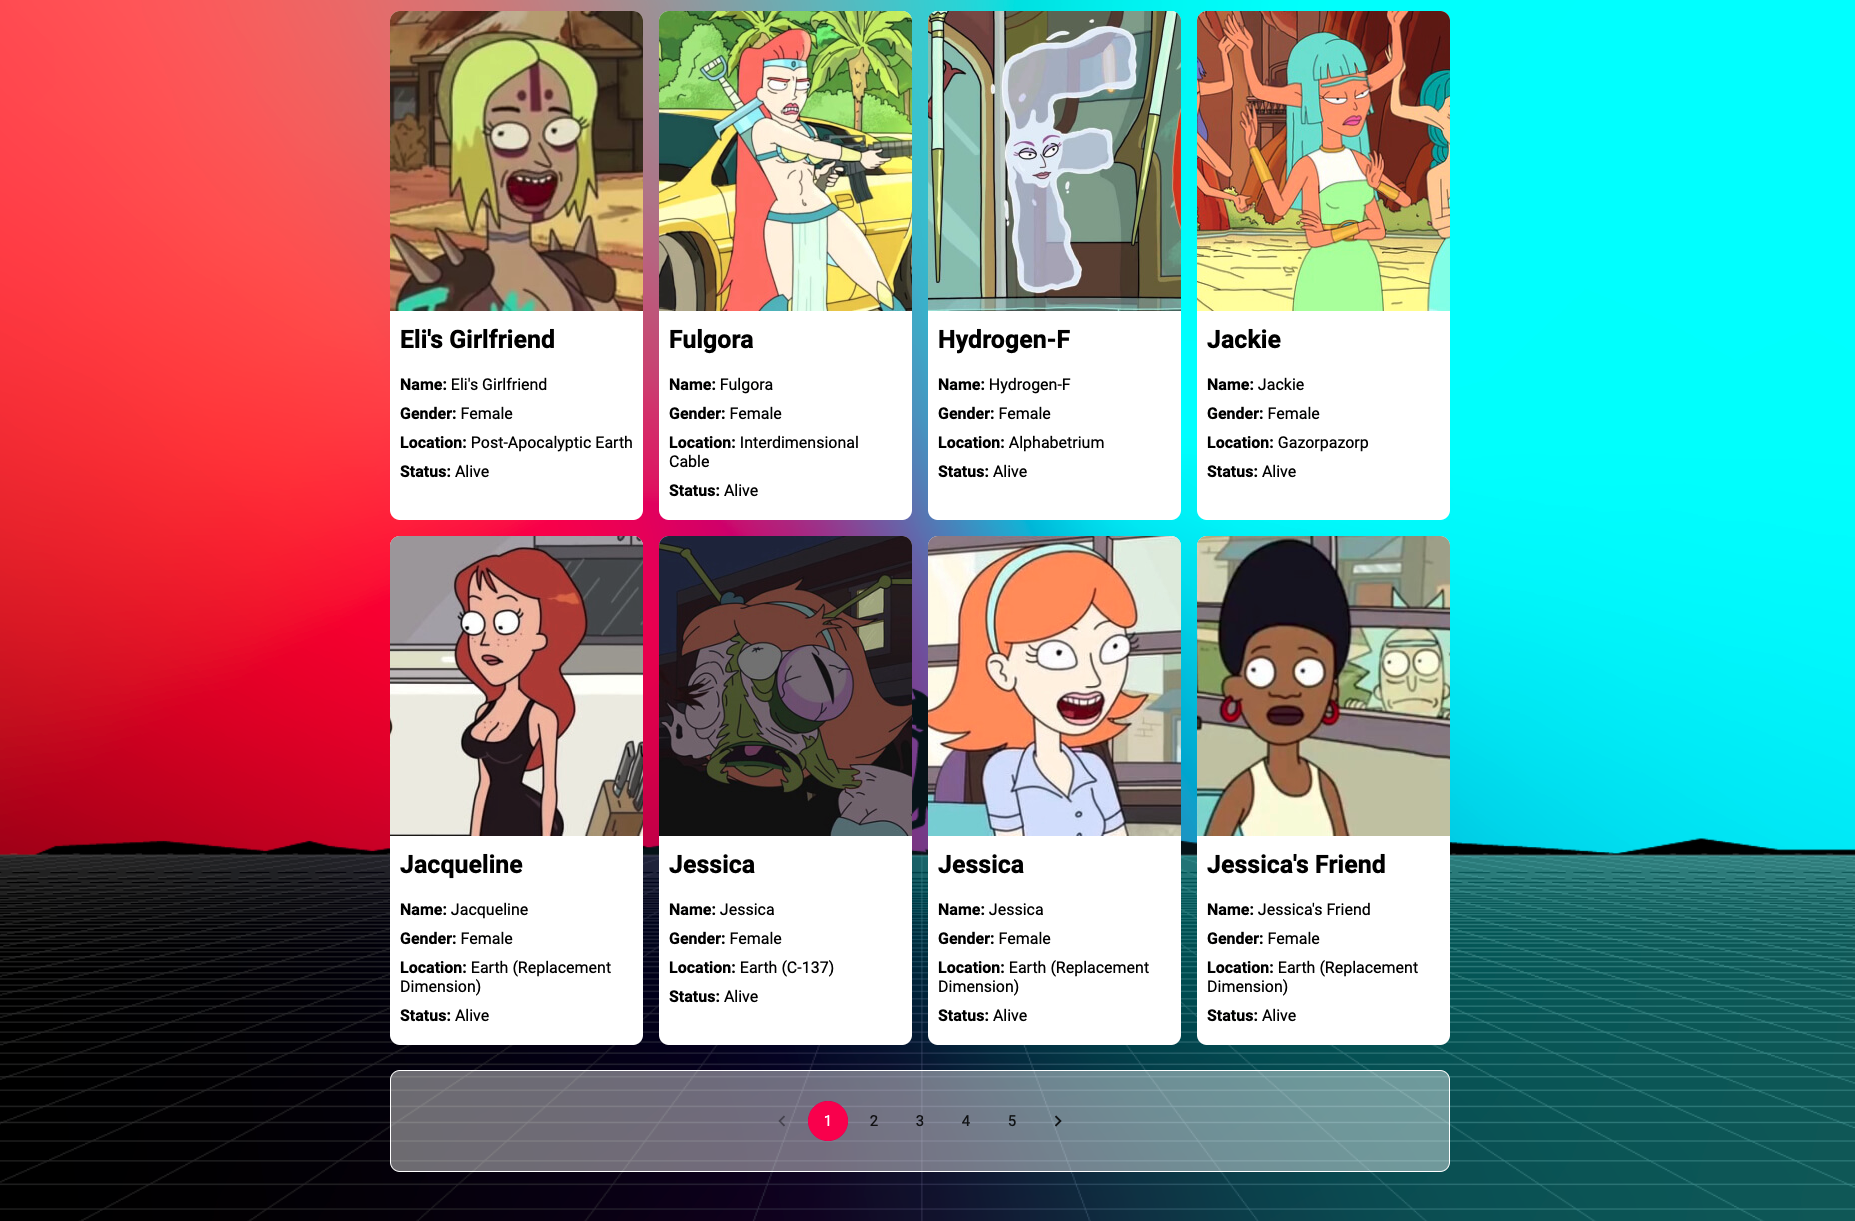 Eli's Girlfriend
Name: Eli's Girlfriend
Gender: Female
Location: Post-Apocalyptic Earth
Status: Alive
Fulgora
Name: Fulgora
Gender: Female
Location: Interdimensional
Cable
Status: Alive
Hydrogen-F
Name: Hydrogen-F
Gender: Female
Location: Alphabetrium
Status: Alive
Jackie
Name: Jackie
Gender: Female
Location: Gazorpazorp
Status: Alive
Jacqueline
Name: Jacqueline
Gender: Female
Location: Earth (Replacement
Dimension)
Status: Alive
Jessica
Name: Jessica
Gender: Female
Location: Earth (C-137)
Status: Alive
Jessica
Name: Jessica
Gender: Female
Location: Earth (Replacement
Dimension)
Status: Alive
Jessica's Friend
Name: Jessica's Friend
Gender: Female
Location: Earth (Replacement
Dimension)
Status: Alive
1 2 3 4 5